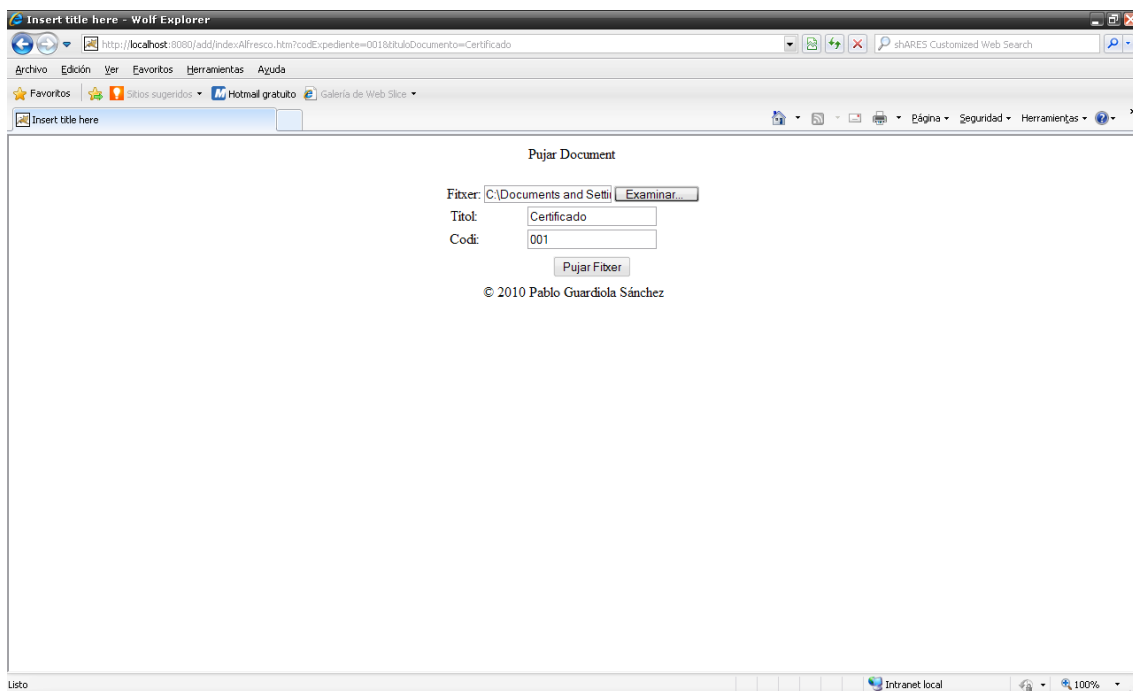 Insert title here - Wolf Explorer
http://localhost:8080/add/indexAlfresco.htm?codExpediente=001&tituloDocumento=Certificado
shARES Customized Web Search
Archivo Edición Ver Favoritos Herramientas Ayuda
Favoritos Sitios sugeridos Hotmail gratuito Galería de Web Slice
Insert title here Página Seguridad Herramientas
Pujar Document
Fitxer: C:\Documents and Setti Examinar...
Titol: Certificado
Codi: 001
Pujar Fitxer
© 2010 Pablo Guardiola Sánchez
Listo Intranet local 100%